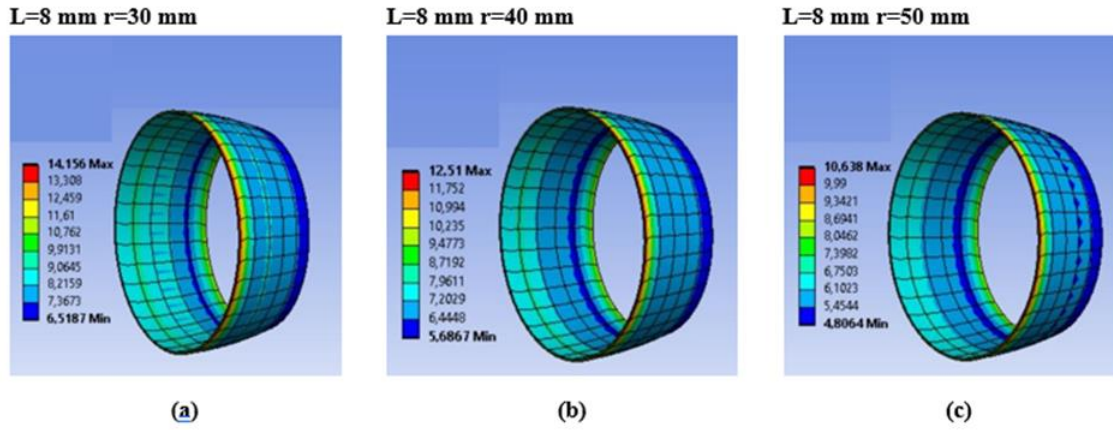 L=8 mm r=30 mm
L=8 mm r=40 mm
L=8 mm r=50 mm
14,156 Max
13,308
12,459
11,61
10,762
9,9131
9,0645
8,2159
7,3673
6,5187 Min
12,51 Max
11,752
10,994
10,235
9,4773
8,7192
7,9611
7,2029
6,4448
5,6867 Min
10,638 Max
9,99
9,3421
8,6941
8,0462
7,3982
6,7503
6,1023
5,4544
4,8064 Min
(a)
(b)
(c)